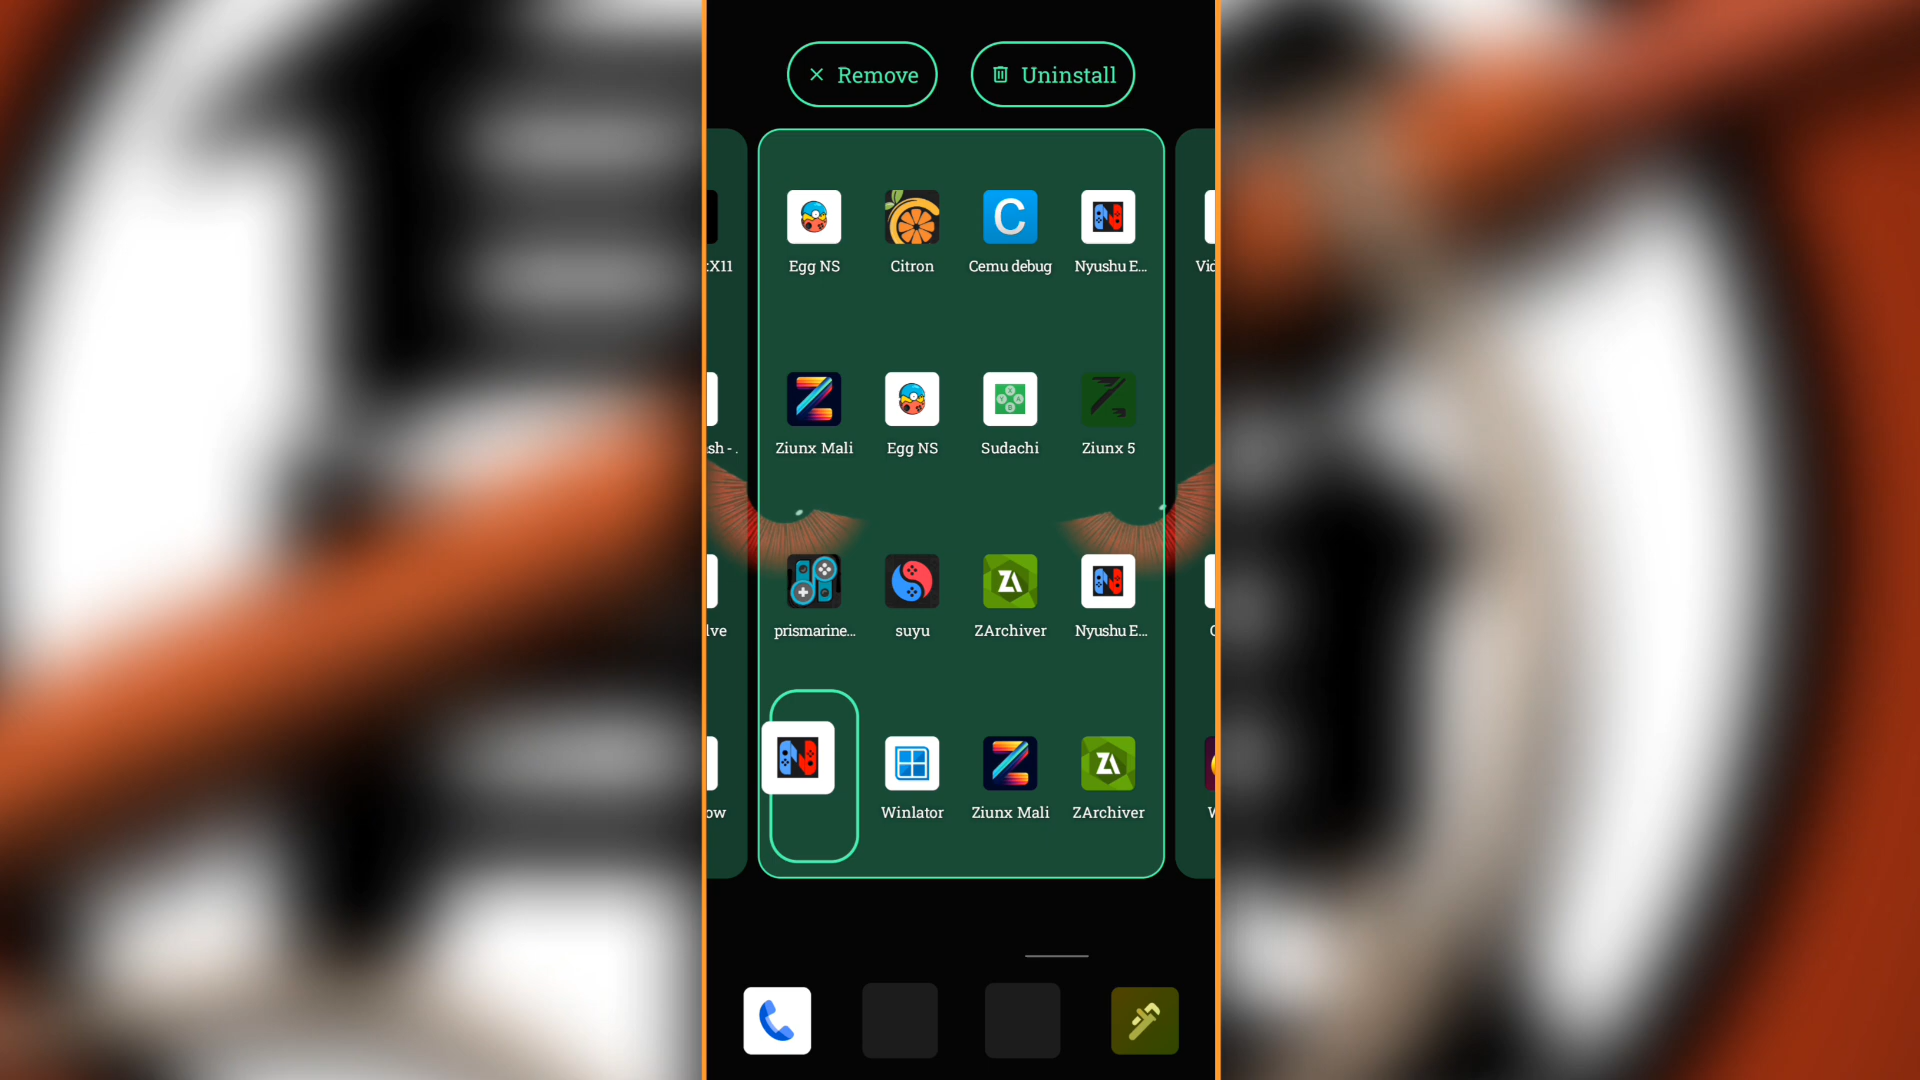 Remove Uninstall
:X11 Egg NS Citron Cemu debug Nyushu E... Vid
sh - . Ziunx Mali Egg NS Sudachi Ziunx 5
lve prismarine... suyu ZArchiver Nyushu E...
ow Winlator Ziunx Mali ZArchiver